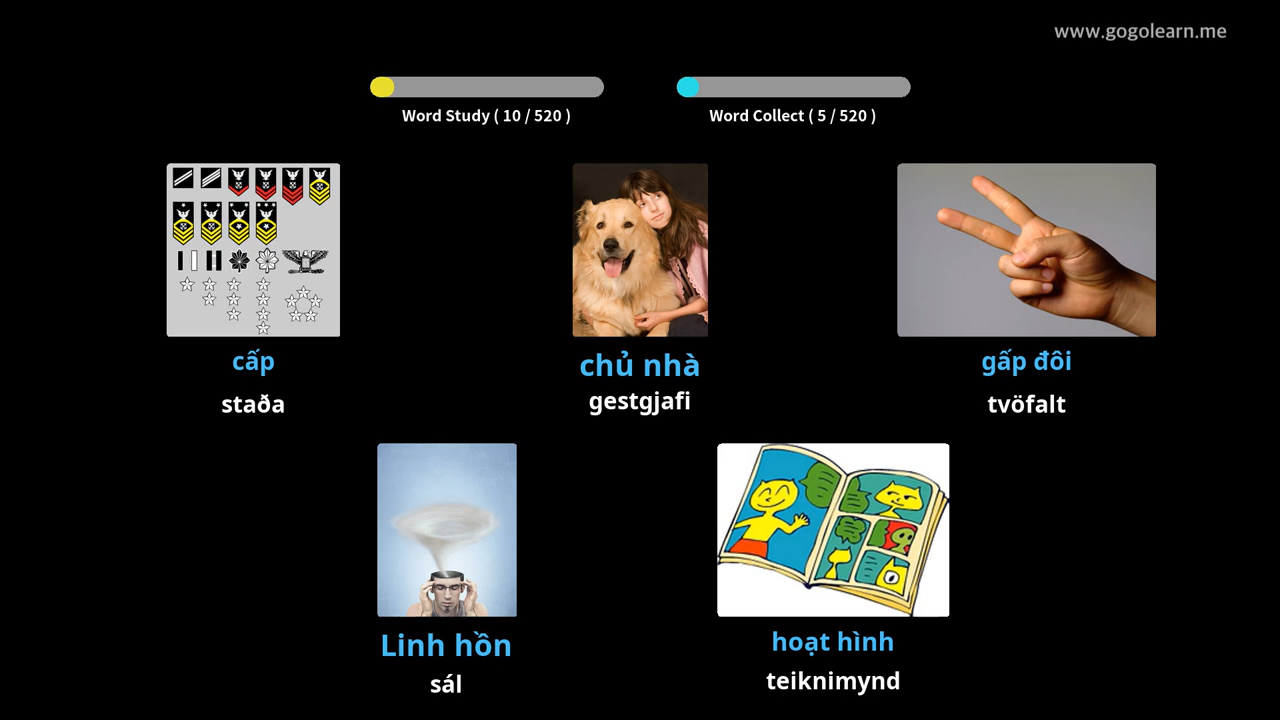 www.gogolearn.me
Word Study ( 10 / 520 )
Word Collect ( 5 / 520 )
cấp
staða
chủ nhà
gestgjafi
gấp đôi
tvöfalt
Linh hồn
sál
hoạt hình
teiknimynd